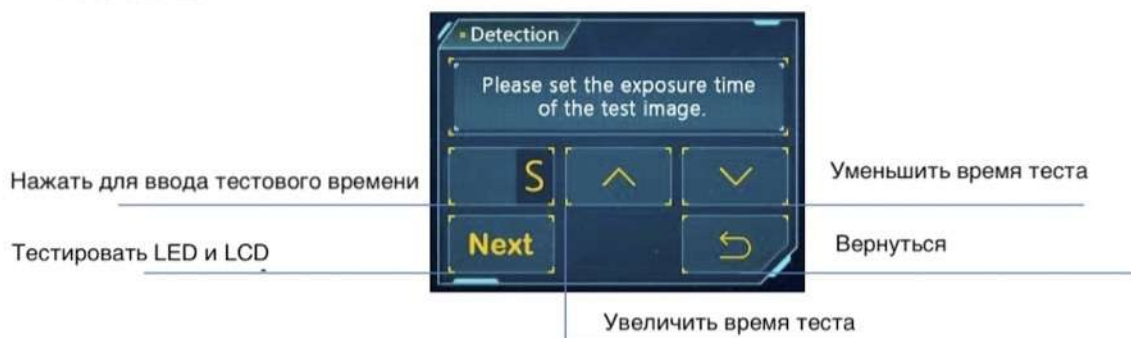 Detection
Please set the exposure time
of the test image.
Нажать для ввода тестового времени
S
Уменьшить время теста
Тестировать LED и LCD
Next
Вернуться
Увеличить время теста